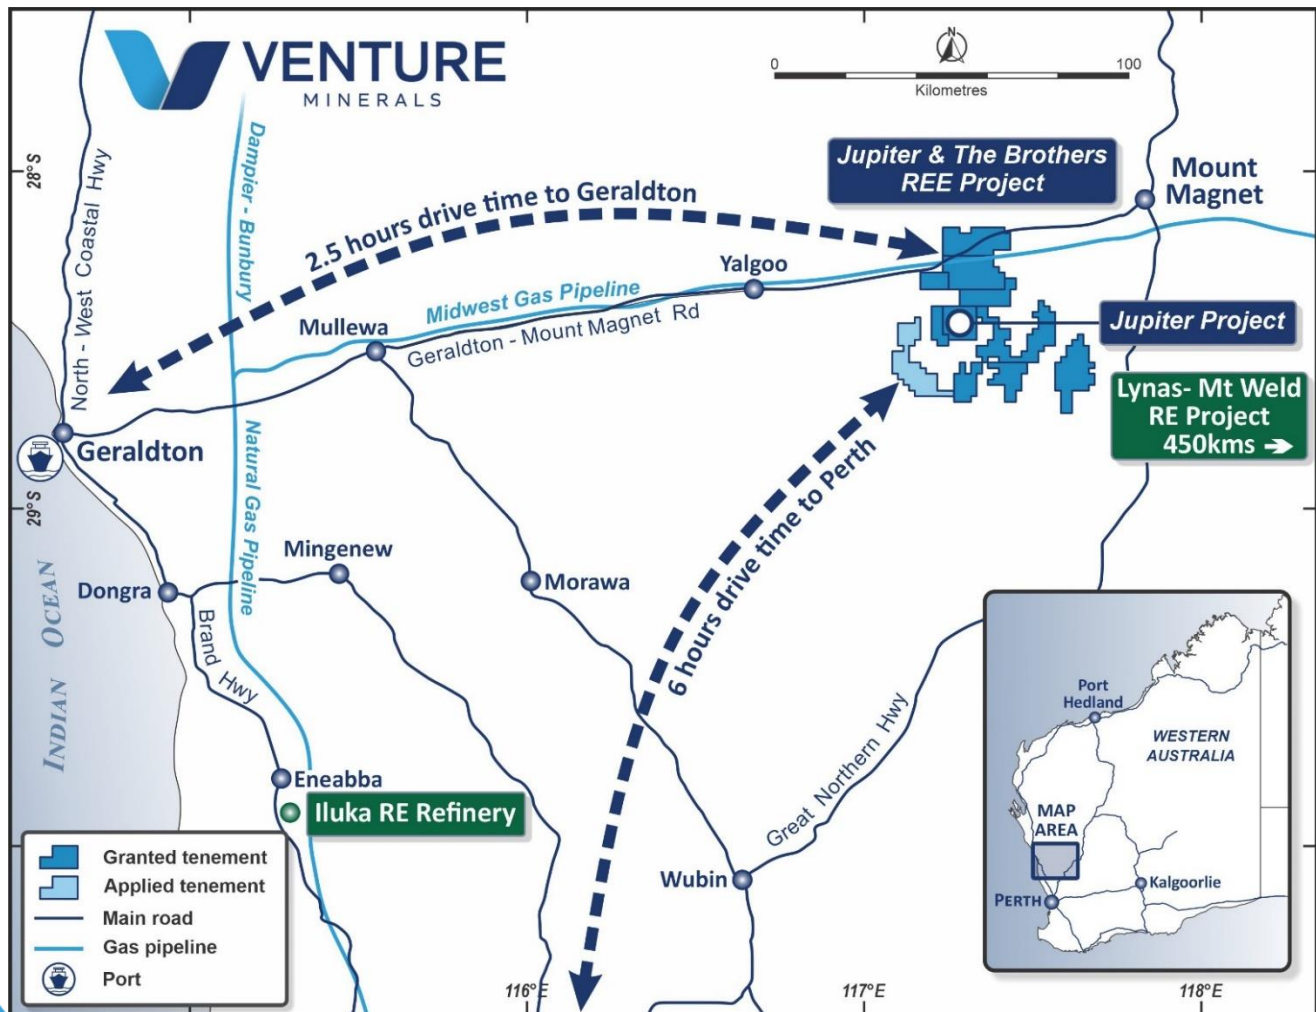 VENTURE
MINERALS
N
0
100
Kilometres
28°S
29°S
North - West Coastal Hwy
Dampier - Bunbury
Natural Gas Pipeline
2.5 hours drive time to Geraldton
Jupiter & The Brothers
REE Project
Mount
Magnet
Yalgoo
Midwest Gas Pipeline
Mullewa
Geraldton - Mount Magnet Rd
Jupiter Project
Lynas- Mt Weld
RE Project
450kms
Geraldton
6 hours drive time to Perth
Mingenew
Morawa
Dongra
INDIAN OCEAN
Brand Hwy
Eneabba
Iluka RE Refinery
Great Northern Hwy
Wubin
Port
Hedland
WESTERN
AUSTRALIA
MAP
AREA
Kalgoorlie
PERTH
Granted tenement
Applied tenement
Main road
Gas pipeline
Port
116°E
117°E
118°E